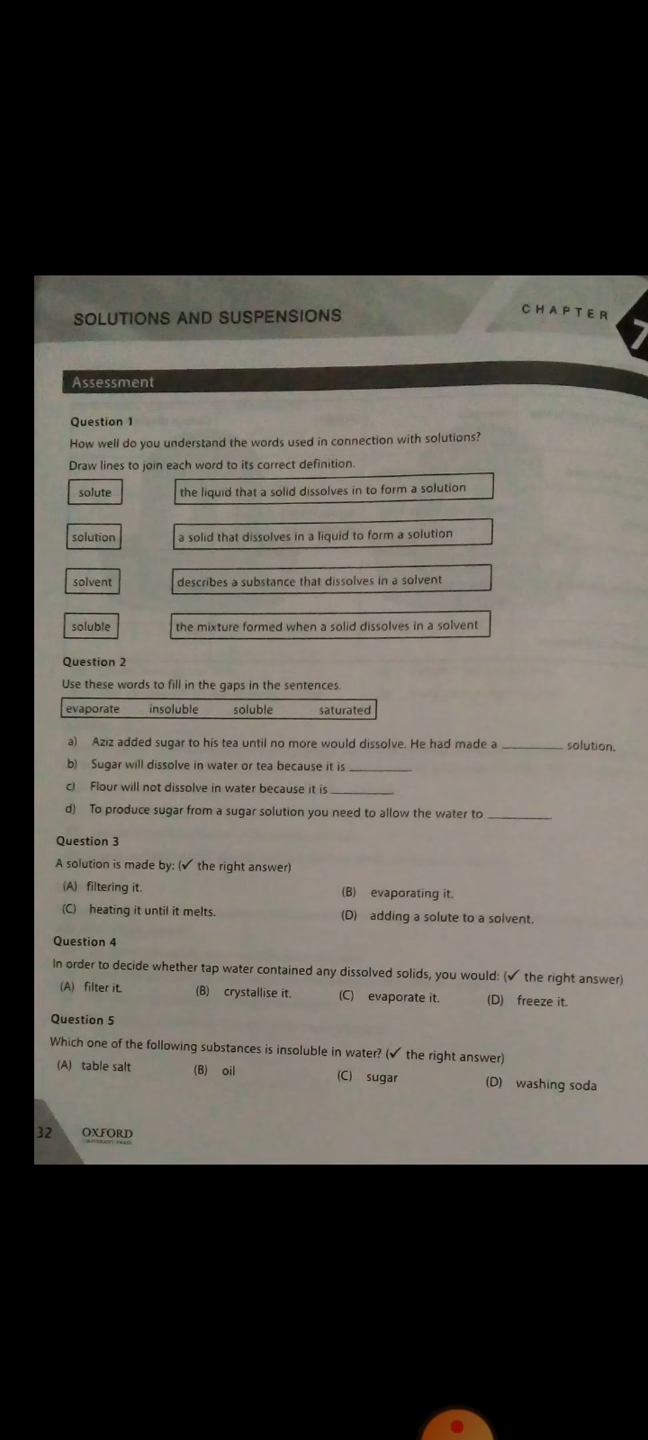 SOLUTIONS AND SUSPENSIONS
CHAPTER 7
Assessment
Question 1
How well do you understand the words used in connection with solutions?
Draw lines to join each word to its correct definition.
solute the liquid that a solid dissolves in to form a solution
solution a solid that dissolves in a liquid to form a solution
solvent describes a substance that dissolves in a solvent
soluble the mixture formed when a solid dissolves in a solvent
Question 2
Use these words to fill in the gaps in the sentences.
evaporate insoluble soluble saturated
a) Aziz added sugar to his tea until no more would dissolve. He had made a __________ solution.
b) Sugar will dissolve in water or tea because it is __________
c) Flour will not dissolve in water because it is __________
d) To produce sugar from a sugar solution you need to allow the water to __________
Question 3
A solution is made by: (✓ the right answer)
(A) filtering it. (B) evaporating it.
(C) heating it until it melts. (D) adding a solute to a solvent.
Question 4
In order to decide whether tap water contained any dissolved solids, you would: (✓ the right answer)
(A) filter it. (B) crystallise it. (C) evaporate it. (D) freeze it.
Question 5
Which one of the following substances is insoluble in water? (✓ the right answer)
(A) table salt (B) oil (C) sugar (D) washing soda
32 OXFORD
UNIVERSITY PRESS